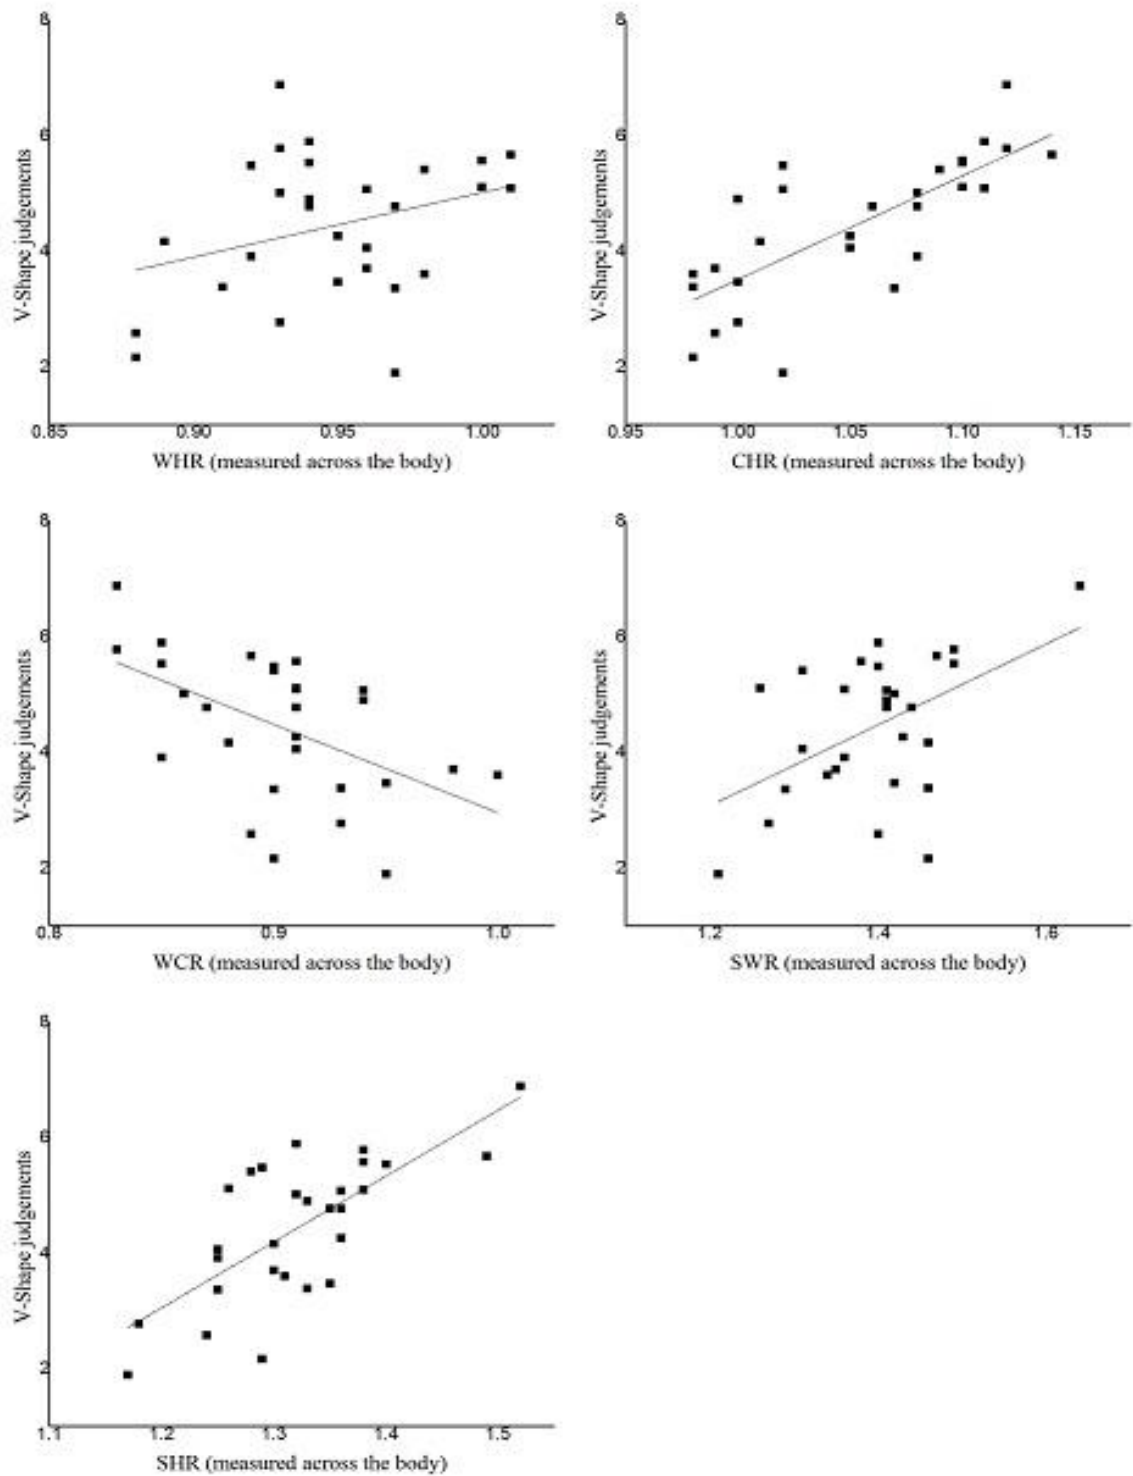 8
6
4
2
V-Shape judgements
0.85 0.90 0.95 1.00
WHR (measured across the body)
8
6
4
2
V-Shape judgements
0.95 1.00 1.05 1.10 1.15
CHR (measured across the body)
8
6
4
2
V-Shape judgements
0.8 0.9 1.0
WCR (measured across the body)
8
6
4
2
V-Shape judgements
1.2 1.4 1.6
SWR (measured across the body)
8
6
4
2
V-Shape judgements
1.1 1.2 1.3 1.4 1.5
SHR (measured across the body)